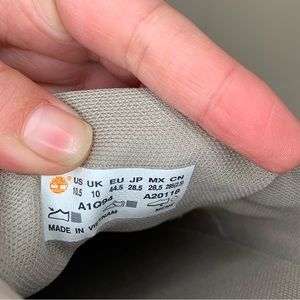 US UK EU JP MX CN
10.5 10 44.5 28.5 28,5 285(2.5)
A1O94 A20118
MADE IN VIETNAM